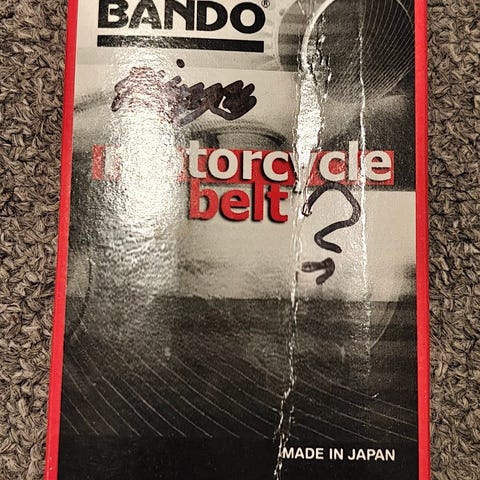 BANDO®
motorcycle
belt
?
MADE IN JAPAN